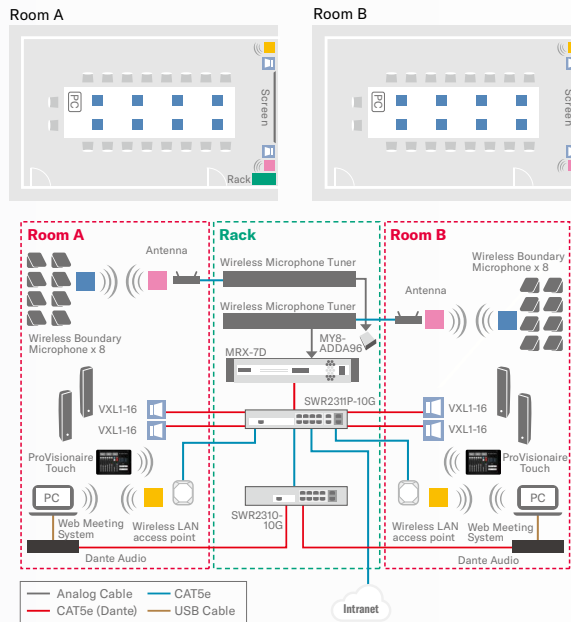 Room A
Room B
PC
Screen
Rack
PC
Screen
Room A
Rack
Room B
Antenna
Wireless Microphone Tuner
Wireless Boundary
Microphone x 8
Wireless Microphone Tuner
Antenna
Wireless Boundary
Microphone x 8
MY8-
ADDA96
MRX-7D
SWR2311P-10G
VXL1-16
VXL1-16
VXL1-16
VXL1-16
ProVisionaire
Touch
ProVisionaire
Touch
PC
PC
SWR2310-
10G
Web Meeting
System
Wireless LAN
access point
Wireless LAN
access point
Web Meeting
System
Dante Audio
Dante Audio
Analog Cable
CAT5e
CAT5e (Dante)
USB Cable
Intranet